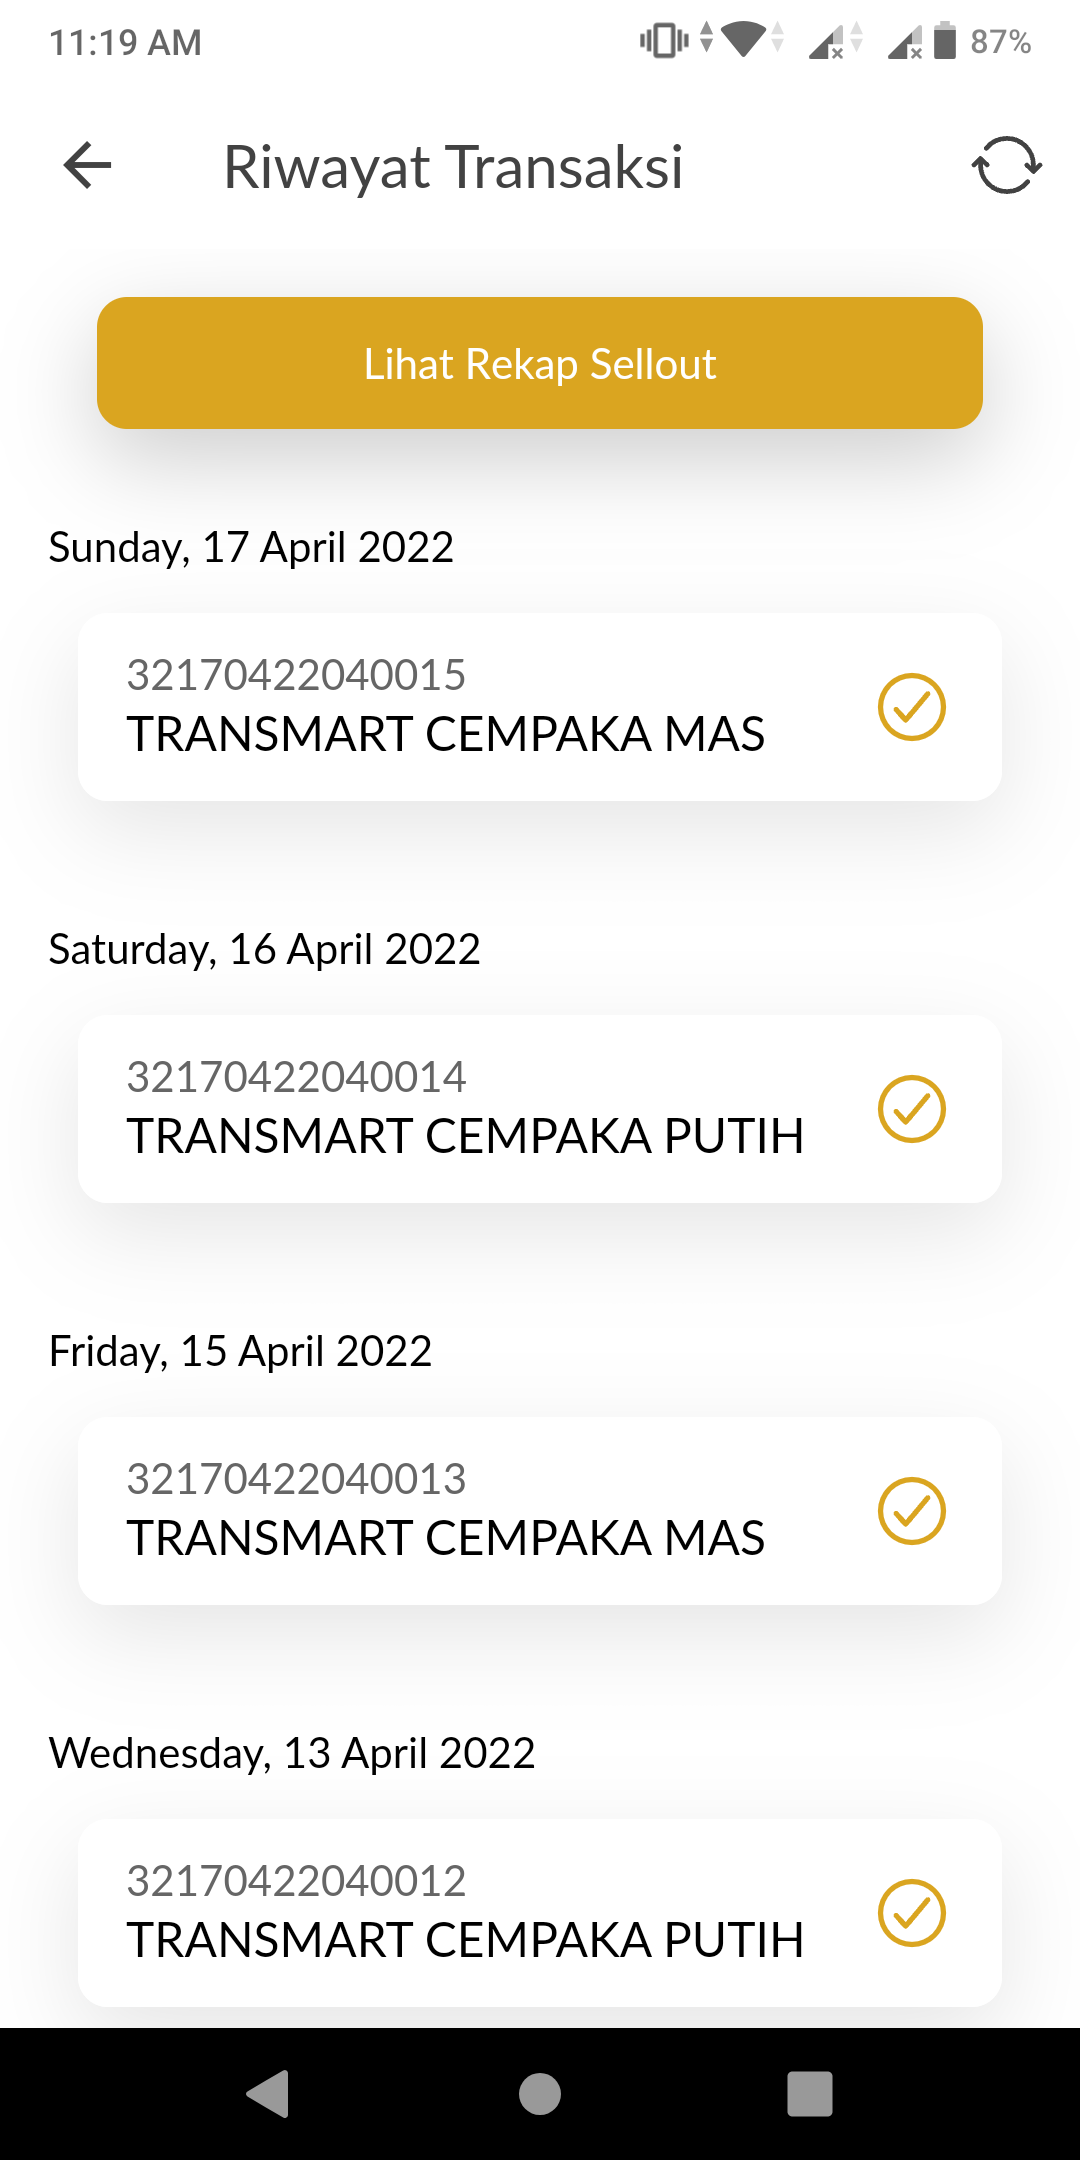 11:19 AM
87%
Riwayat Transaksi
Lihat Rekap Sellout
Sunday, 17 April 2022
32170422040015
TRANSMART CEMPAKA MAS
Saturday, 16 April 2022
32170422040014
TRANSMART CEMPAKA PUTIH
Friday, 15 April 2022
32170422040013
TRANSMART CEMPAKA MAS
Wednesday, 13 April 2022
32170422040012
TRANSMART CEMPAKA PUTIH